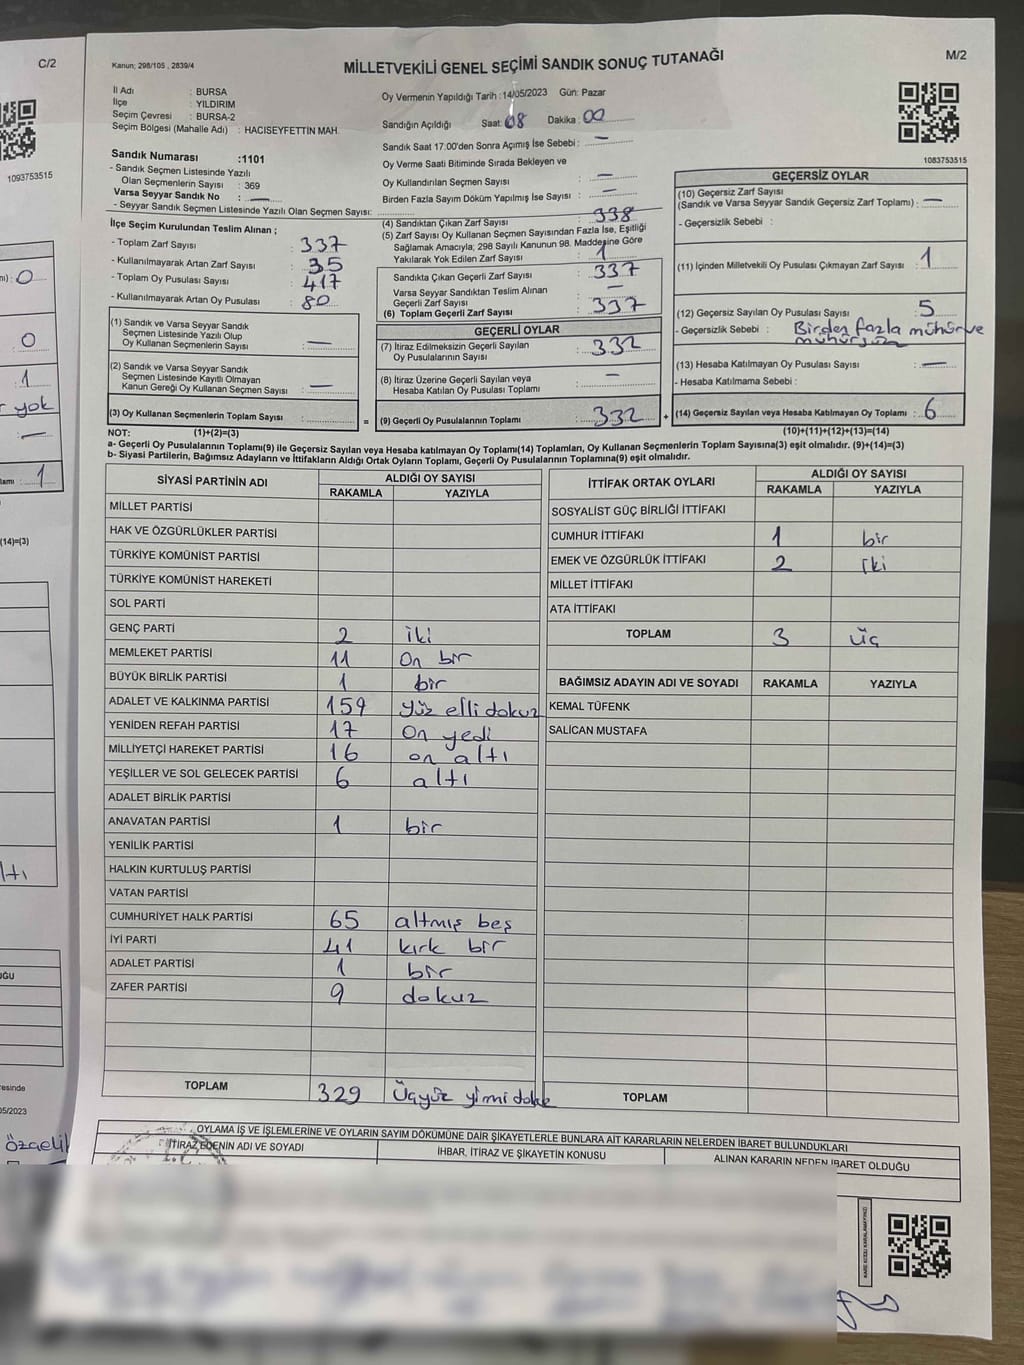 C/2
1093753515
0
0
1
yok
1
(14)=(3)
05/2023
Kanun: 298/105 , 2839/4
MİLLETVEKİLİ GENEL SEÇİMİ SANDIK SONUÇ TUTANAĞI
M/2
İl Adı : BURSA
İlçe : YILDIRIM
Seçim Çevresi : BURSA-2
Seçim Bölgesi (Mahalle Adı) : HACISEYFETTİN MAH.
Sandık Numarası :1101
- Sandık Seçmen Listesinde Yazılı
Olan Seçmenlerin Sayısı : 369
Varsa Seyyar Sandık No : —
- Seyyar Sandık Seçmen Listesinde Yazılı Olan Seçmen Sayısı:
İlçe Seçim Kurulundan Teslim Alınan ;
- Toplam Zarf Sayısı : 337
- Kullanılmayarak Artan Zarf Sayısı : 35
- Toplam Oy Pusulası Sayısı : 417
- Kullanılmayarak Artan Oy Pusulası : 80
(1) Sandık ve Varsa Seyyar Sandık
Seçmen Listesinde Yazılı Olup
Oy Kullanan Seçmenlerin Sayısı : —
(2) Sandık ve Varsa Seyyar Sandık
Seçmen Listesinde Kayıtlı Olmayan
Kanun Gereği Oy Kullanan Seçmen Sayısı : —
(3) Oy Kullanan Seçmenlerin Toplam Sayısı :
Oy Vermenin Yapıldığı Tarih :14/05/2023 Gün: Pazar
Sandığın Açıldığı Saat: 08 Dakika : 00
Sandık Saat 17:00'den Sonra Açımış İse Sebebi : —
Oy Verme Saati Bitiminde Sırada Bekleyen ve
Oy Kullandırılan Seçmen Sayısı : —
Birden Fazla Sayım Döküm Yapılmış İse Sayısı : —
(4) Sandıktan Çıkan Zarf Sayısı : 338
(5) Zarf Sayısı Oy Kullanan Seçmen Sayısından Fazla İse, Eşitliği
Sağlamak Amacıyla; 298 Sayılı Kanunun 98. Maddesine Göre
Yakılarak Yok Edilen Zarf Sayısı : 1
Sandıkta Çıkan Geçerli Zarf Sayısı : 337
Varsa Seyyar Sandıktan Teslim Alınan
Geçerli Zarf Sayısı : —
(6) Toplam Geçerli Zarf Sayısı : 337
GEÇERLİ OYLAR
(7) İtiraz Edilmeksizin Geçerli Sayılan
Oy Pusulalarının Sayısı : 332
(8) İtiraz Üzerine Geçerli Sayılan veya
Hesaba Katılan Oy Pusulası Toplamı : —
= (9) Geçerli Oy Pusulalarının Toplamı : 332 +
1083753515
GEÇERSİZ OYLAR
(10) Geçersiz Zarf Sayısı
(Sandık ve Varsa Seyyar Sandık Geçersiz Zarf Toplamı) : —
- Geçersizlik Sebebi :
(11) İçinden Milletvekili Oy Pusulası Çıkmayan Zarf Sayısı : 1
(12) Geçersiz Sayılan Oy Pusulası Sayısı : 5
- Geçersizlik Sebebi : Birden fazla mühür ve
mühürsüz
(13) Hesaba Katılmayan Oy Pusulası Sayısı : —
- Hesaba Katılmama Sebebi :
(14) Geçersiz Sayılan veya Hesaba Katılmayan Oy Toplamı : 6
NOT: (1)+(2)=(3) (10)+(11)+(12)+(13)=(14)
a- Geçerli Oy Pusulalarının Toplamı(9) ile Geçersiz Sayılan veya Hesaba katılmayan Oy Toplamı(14) Toplamları, Oy Kullanan Seçmenlerin Toplam Sayısına(3) eşit olmalıdır. (9)+(14)=(3)
b- Siyasi Partilerin, Bağımsız Adayların ve İttifakların Aldığı Ortak Oyların Toplamı, Geçerli Oy Pusulalarının Toplamına(9) eşit olmalıdır.
SİYASİ PARTİNİN ADI ALDIĞI OY SAYISI
RAKAMLA YAZIYLA
MİLLET PARTİSİ
HAK VE ÖZGÜRLÜKLER PARTİSİ
TÜRKİYE KOMÜNİST PARTİSİ
TÜRKİYE KOMÜNİST HAREKETİ
SOL PARTİ
GENÇ PARTİ 2 iki
MEMLEKET PARTİSİ 11 On bir
BÜYÜK BİRLİK PARTİSİ 1 bir
ADALET VE KALKINMA PARTİSİ 159 yüz elli dokuz
YENİDEN REFAH PARTİSİ 17 On yedi
MİLLİYETÇİ HAREKET PARTİSİ 16 on altı
YEŞİLLER VE SOL GELECEK PARTİSİ 6 altı
ADALET BİRLİK PARTİSİ
ANAVATAN PARTİSİ 1 bir
YENİLİK PARTİSİ
HALKIN KURTULUŞ PARTİSİ
VATAN PARTİSİ
CUMHURİYET HALK PARTİSİ 65 altmış beş
İYİ PARTİ 41 kırk bir
ADALET PARTİSİ 1 bir
ZAFER PARTİSİ 9 dokuz
TOPLAM 329 Üçyüz yirmi dokuz
İTTİFAK ORTAK OYLARI ALDIĞI OY SAYISI
RAKAMLA YAZIYLA
SOSYALİST GÜÇ BİRLİĞİ İTTİFAKI
CUMHUR İTTİFAKI 1 bir
EMEK VE ÖZGÜRLÜK İTTİFAKI 2 iki
MİLLET İTTİFAKI
ATA İTTİFAKI
TOPLAM 3 üç
BAĞIMSIZ ADAYIN ADI VE SOYADI RAKAMLA YAZIYLA
KEMAL TÜFENK
SALİCAN MUSTAFA
TOPLAM
OYLAMA İŞ VE İŞLEMLERİNE VE OYLARIN SAYIM DÖKÜMÜNE DAİR ŞİKAYETLERLE BUNLARA AİT KARARLARIN NELERDEN İBARET BULUNDUKLARI
İTİRAZ EDENİN ADI VE SOYADI İHBAR, İTİRAZ VE ŞİKAYETİN KONUSU ALINAN KARARIN NEDEN İBARET OLDUĞU